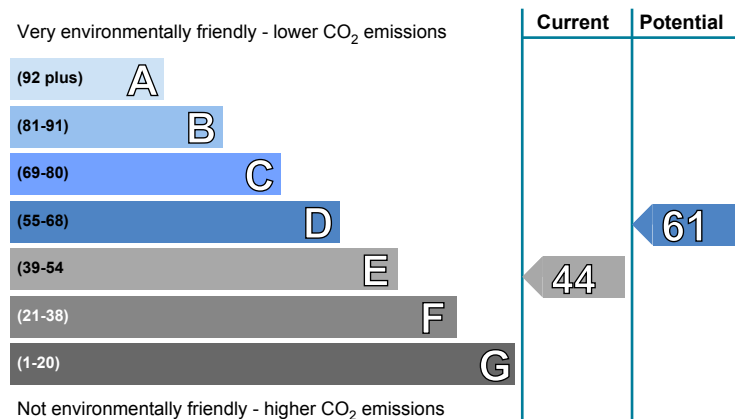 Very environmentally friendly - lower CO₂ emissions
Current
Potential
(92 plus) A
(81-91) B
(69-80) C
(55-68) D
61
(39-54 E
44
(21-38) F
(1-20) G
Not environmentally friendly - higher CO₂ emissions